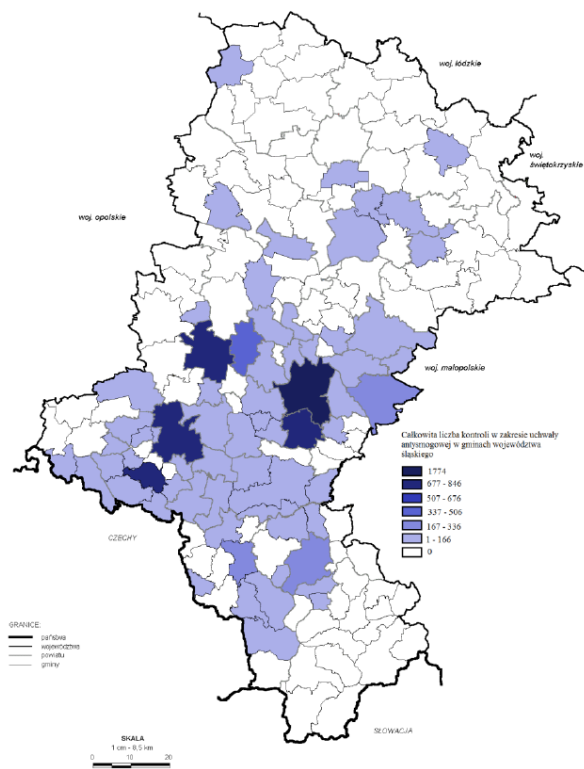 woj. łódzkie
woj.
świętokrzyskie
woj. opolskie
woj. małopolskie
Całkowita liczba kontroli w zakresie uchwały
antysmogowej w gminach województwa
śląskiego
1774
677 - 846
507 - 676
337 - 506
167 - 336
1 - 166
0
CZECHY
GRANICE:
państwa
województwa
powiatu
gminy
SŁOWACJA
SKALA
1 cm - 6,5 km
0 10 20